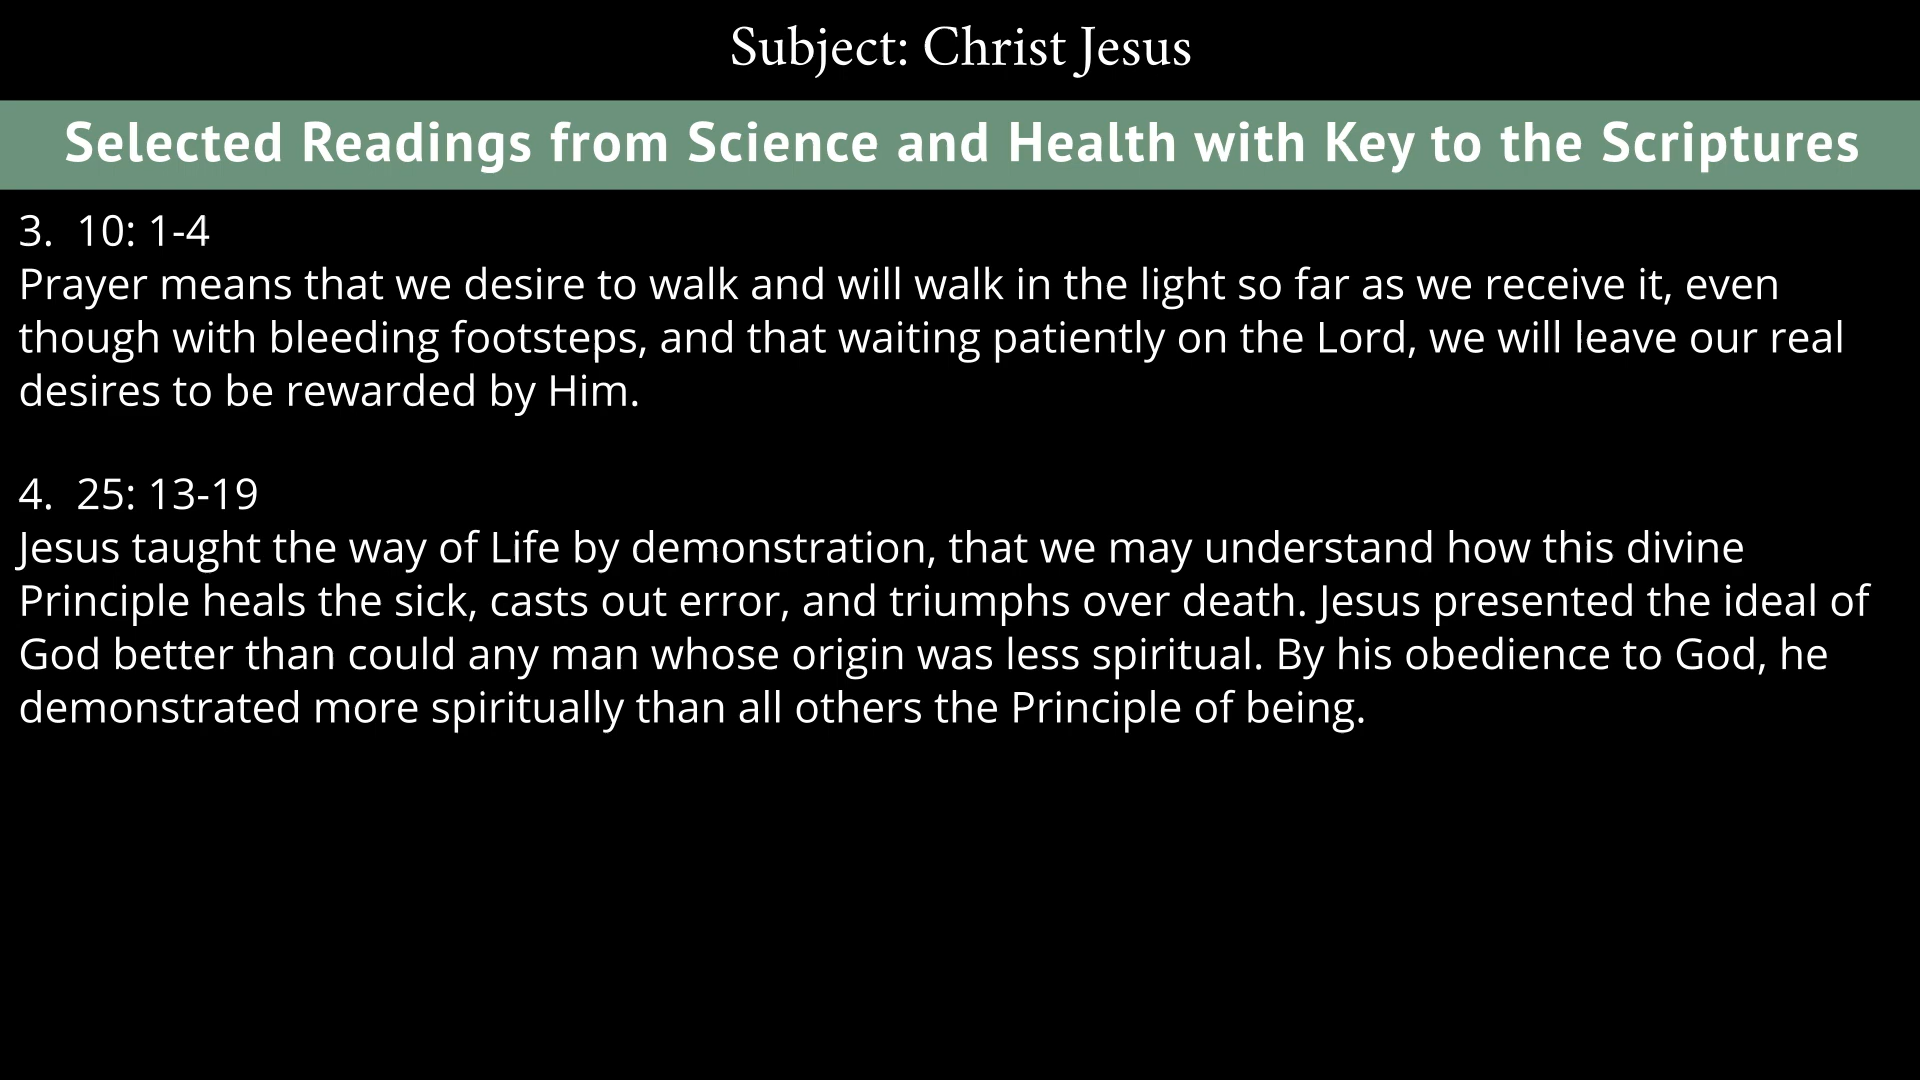 Subject: Christ Jesus
Selected Readings from Science and Health with Key to the Scriptures
3.  10: 1-4
Prayer means that we desire to walk and will walk in the light so far as we receive it, even
though with bleeding footsteps, and that waiting patiently on the Lord, we will leave our real
desires to be rewarded by Him.
4.  25: 13-19
Jesus taught the way of Life by demonstration, that we may understand how this divine
Principle heals the sick, casts out error, and triumphs over death. Jesus presented the ideal of
God better than could any man whose origin was less spiritual. By his obedience to God, he
demonstrated more spiritually than all others the Principle of being.